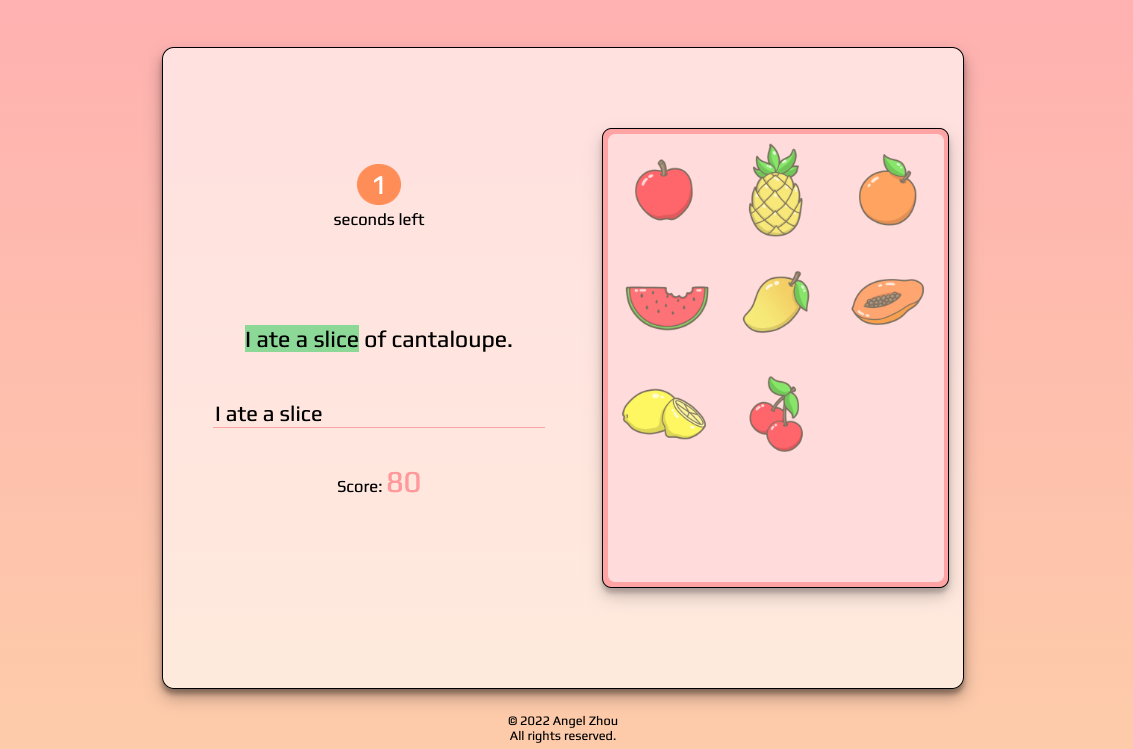 1
seconds left
I ate a slice of cantaloupe.
I ate a slice
Score: 80
© 2022 Angel Zhou
All rights reserved.